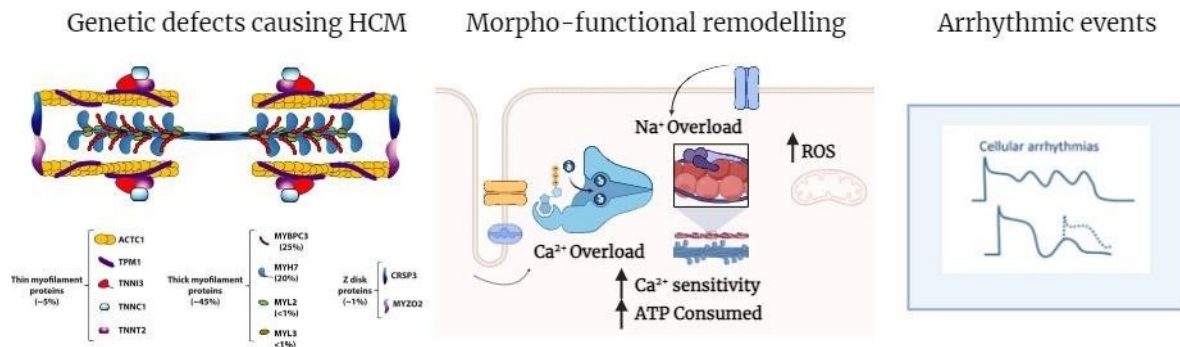 Genetic defects causing HCM
Morpho-functional remodelling
Arrhythmic events
Thin myofilament
proteins (~5%)
ACTC1
TPM1
TNNI3
TNNC1
TNNT2
Thick myofilament
proteins
(~45%)
MYBPC3
(25%)
MYH7
(20%)
MYL2
(<1%)
MYL3
<1%)
Z disk
proteins
(~1%)
CRSP3
MYZO2
Na⁺ Overload
ROS
Ca²⁺ Overload
Ca²⁺ sensitivity
ATP Consumed
Cellular arrhythmias